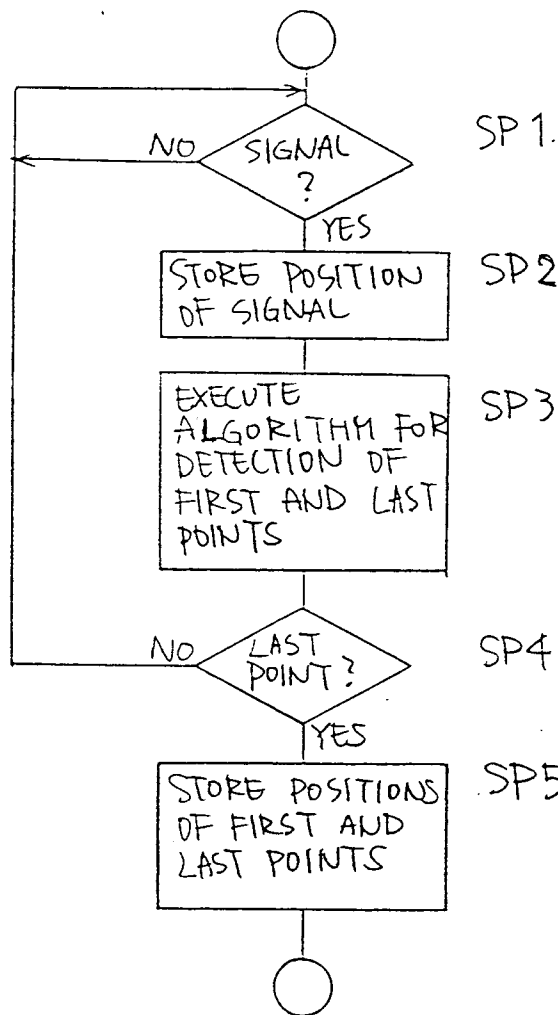 SP1.
NO
SIGNAL
?
YES
STORE POSITION
OF SIGNAL
SP2
EXECUTE
ALGORITHM FOR
DETECTION OF
FIRST AND LAST
POINTS
SP3
NO
LAST
POINT?
SP4
YES
STORE POSITIONS
OF FIRST AND
LAST POINTS
SP5